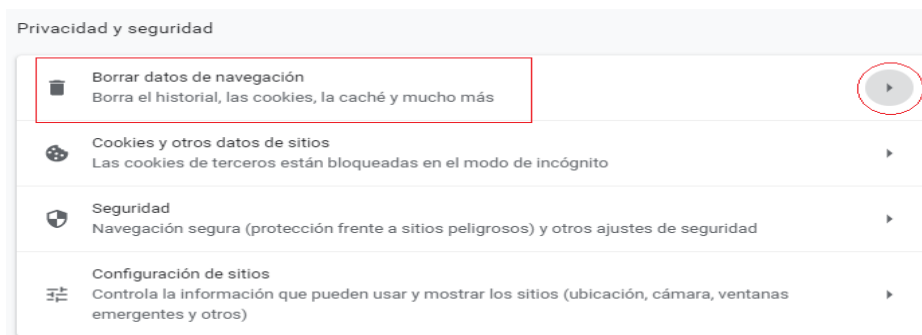 Privacidad y seguridad
Borrar datos de navegación
Borra el historial, las cookies, la caché y mucho más
Cookies y otros datos de sitios
Las cookies de terceros están bloqueadas en el modo de incógnito
Seguridad
Navegación segura (protección frente a sitios peligrosos) y otros ajustes de seguridad
Configuración de sitios
Controla la información que pueden usar y mostrar los sitios (ubicación, cámara, ventanas
emergentes y otros)